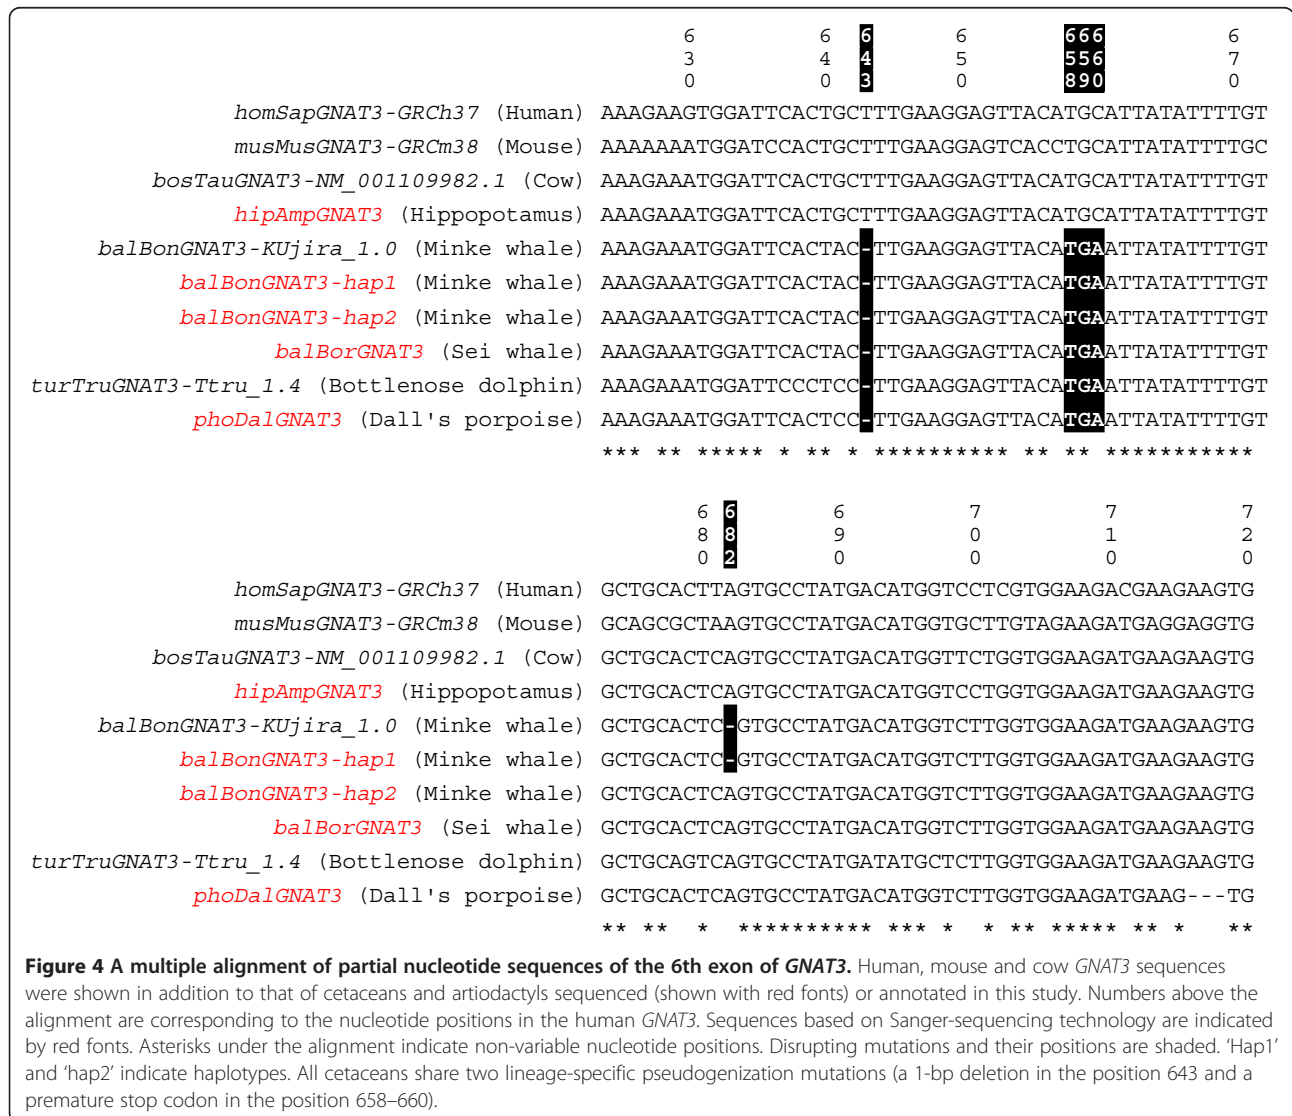 6 6 6 6 666 6
3 4 4 5 556 7
0 0 3 0 890 0
homSapGNAT3-GRCh37 (Human) AAAGAAGTGGATTCACTGCTTTGAAGGAGTTACATGCATTATATTTTGT
musMusGNAT3-GRCm38 (Mouse) AAAAAAATGGATCCACTGCTTTGAAGGAGTCACCTGCATTATATTTTGC
bosTauGNAT3-NM_001109982.1 (Cow) AAAGAAATGGATTCACTGCTTTGAAGGAGTTACATGCATTATATTTTGT
hipAmpGNAT3 (Hippopotamus) AAAGAAATGGATTCACTGCTTTGAAGGAGTTACATGCATTATATTTTGT
balBonGNAT3-KUjira_1.0 (Minke whale) AAAGAAATGGATTCACTAC-TTGAAGGAGTTACATGAATTATATTTTGT
balBonGNAT3-hap1 (Minke whale) AAAGAAATGGATTCACTAC-TTGAAGGAGTTACATGAATTATATTTTGT
balBonGNAT3-hap2 (Minke whale) AAAGAAATGGATTCACTAC-TTGAAGGAGTTACATGAATTATATTTTGT
balBorGNAT3 (Sei whale) AAAGAAATGGATTCACTAC-TTGAAGGAGTTACATGAATTATATTTTGT
turTruGNAT3-Ttru_1.4 (Bottlenose dolphin) AAAGAAATGGATTCCCTCC-TTGAAGGAGTTACATGAATTATATTTTGT
phoDalGNAT3 (Dall's porpoise) AAAGAAATGGATTCACTCC-TTGAAGGAGTTACATGAATTATATTTTGT
*** ** ***** * ** * ********** ** ** ***********
6 6 6 7 7 7
8 8 9 0 1 2
0 2 0 0 0 0
homSapGNAT3-GRCh37 (Human) GCTGCACTTAGTGCCTATGACATGGTCCTCGTGGAAGACGAAGAAGTG
musMusGNAT3-GRCm38 (Mouse) GCAGCGCTAAGTGCCTATGACATGGTGCTTGTAGAAGATGAGGAGGTG
bosTauGNAT3-NM_001109982.1 (Cow) GCTGCACTCAGTGCCTATGACATGGTTCTGGTGGAAGATGAAGAAGTG
hipAmpGNAT3 (Hippopotamus) GCTGCACTCAGTGCCTATGACATGGTCCTGGTGGAAGATGAAGAAGTG
balBonGNAT3-KUjira_1.0 (Minke whale) GCTGCACTC-GTGCCTATGACATGGTCTTGGTGGAAGATGAAGAAGTG
balBonGNAT3-hap1 (Minke whale) GCTGCACTC-GTGCCTATGACATGGTCTTGGTGGAAGATGAAGAAGTG
balBonGNAT3-hap2 (Minke whale) GCTGCACTCAGTGCCTATGACATGGTCTTGGTGGAAGATGAAGAAGTG
balBorGNAT3 (Sei whale) GCTGCACTCAGTGCCTATGACATGGTCTTGGTGGAAGATGAAGAAGTG
turTruGNAT3-Ttru_1.4 (Bottlenose dolphin) GCTGCAGTCAGTGCCTATGATATGCTCTTGGTGGAAGATGAAGAAGTG
phoDalGNAT3 (Dall's porpoise) GCTGCACTCAGTGCCTATGACATGGTCTTGGTGGAAGATGAAG---TG
** ** * ********** *** * * ** ***** ** * **
Figure 4 A multiple alignment of partial nucleotide sequences of the 6th exon of GNAT3. Human, mouse and cow GNAT3 sequences
were shown in addition to that of cetaceans and artiodactyls sequenced (shown with red fonts) or annotated in this study. Numbers above the
alignment are corresponding to the nucleotide positions in the human GNAT3. Sequences based on Sanger-sequencing technology are indicated
by red fonts. Asterisks under the alignment indicate non-variable nucleotide positions. Disrupting mutations and their positions are shaded. 'Hap1'
and 'hap2' indicate haplotypes. All cetaceans share two lineage-specific pseudogenization mutations (a 1-bp deletion in the position 643 and a
premature stop codon in the position 658–660).